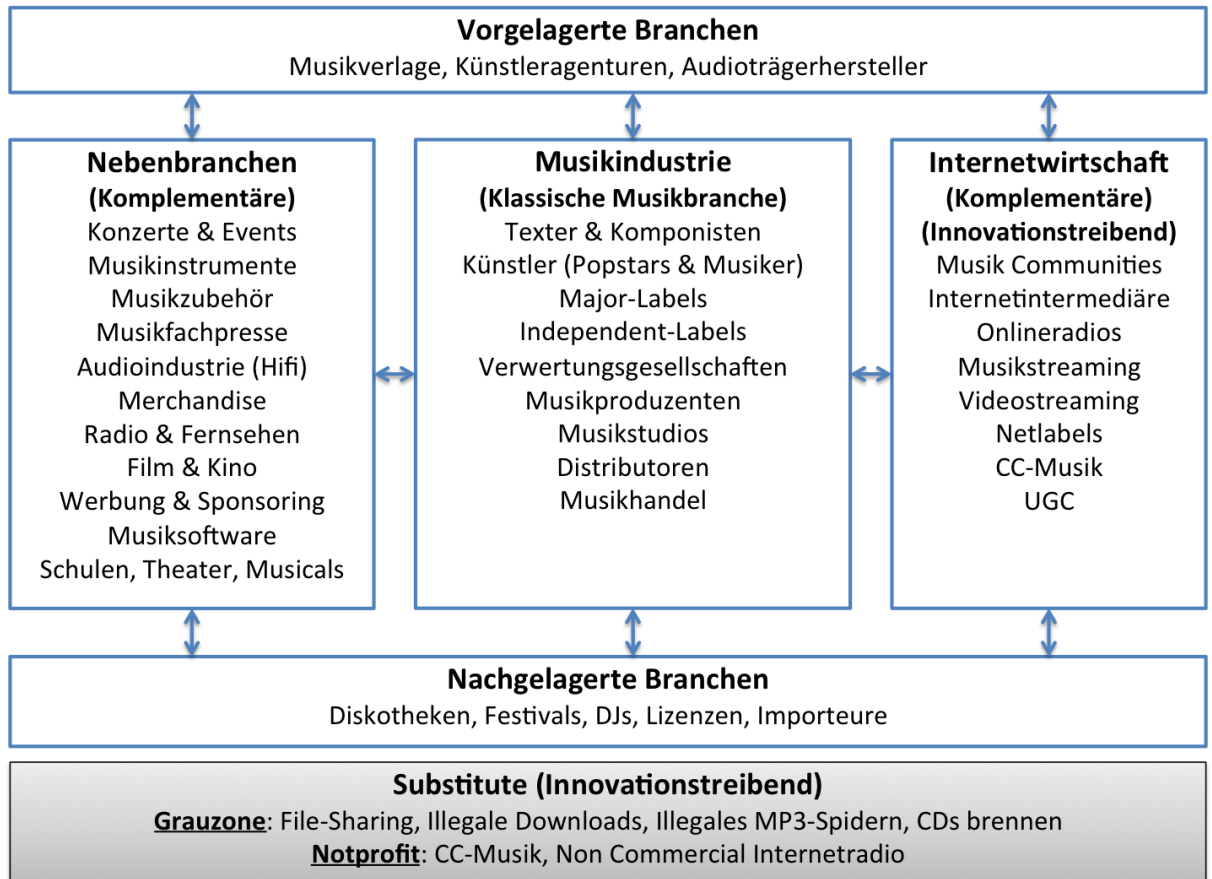 Vorgelagerte Branchen
Musikverlage, Künstleragenturen, Audioträgerhersteller
Nebenbranchen
(Komplementäre)
Konzerte & Events
Musikinstrumente
Musikzubehör
Musikfachpresse
Audioindustrie (Hifi)
Merchandise
Radio & Fernsehen
Film & Kino
Werbung & Sponsoring
Musiksoftware
Schulen, Theater, Musicals
Musikindustrie
(Klassische Musikbranche)
Texter & Komponisten
Künstler (Popstars & Musiker)
Major-Labels
Independent-Labels
Verwertungsgesellschaften
Musikproduzenten
Musikstudios
Distributoren
Musikhandel
Internetwirtschaft
(Komplementäre)
(Innovationstreibend)
Musik Communities
Internetintermediäre
Onlineradios
Musikstreaming
Videostreaming
Netlabels
CC-Musik
UGC
Nachgelagerte Branchen
Diskotheken, Festivals, DJs, Lizenzen, Importeure
Substitute (Innovationstreibend)
Grauzone: File-Sharing, Illegale Downloads, Illegales MP3-Spidern, CDs brennen
Notprofit: CC-Musik, Non Commercial Internetradio